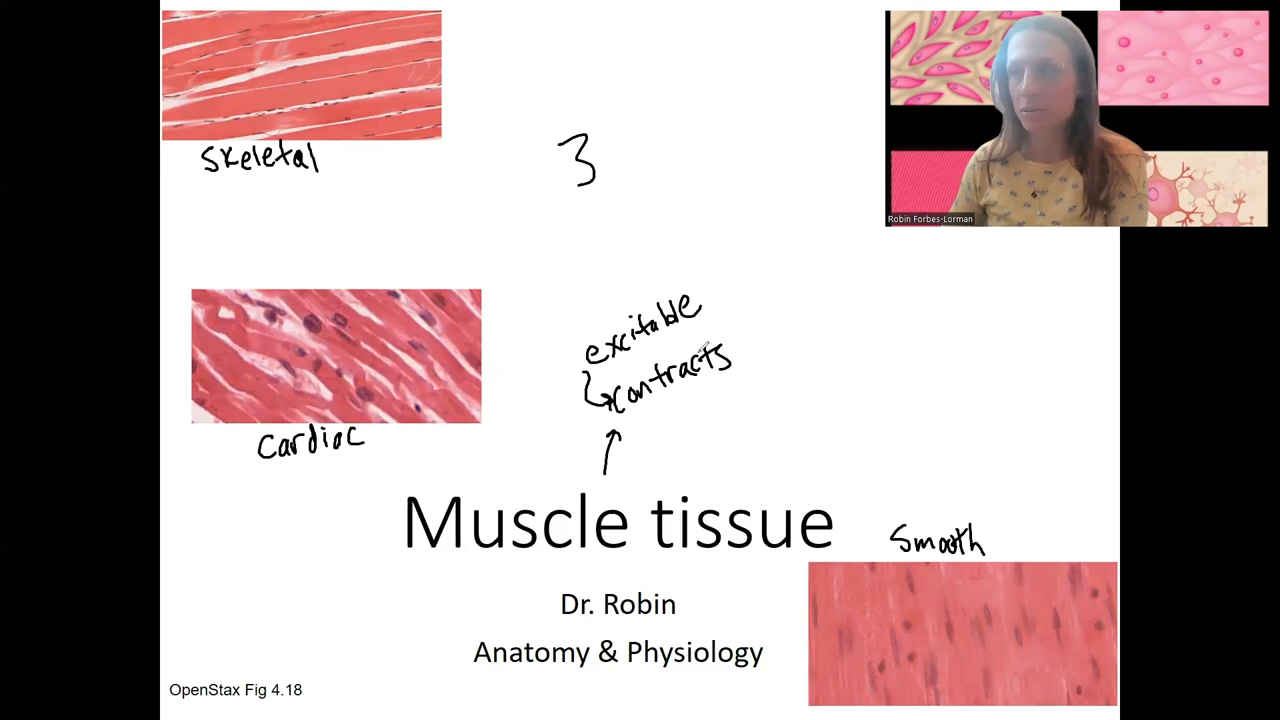 skeletal
3
Robin Forbes-Lorman
excitable
contracts
cardiac
Muscle tissue
smooth
Dr. Robin
Anatomy & Physiology
OpenStax Fig 4.18